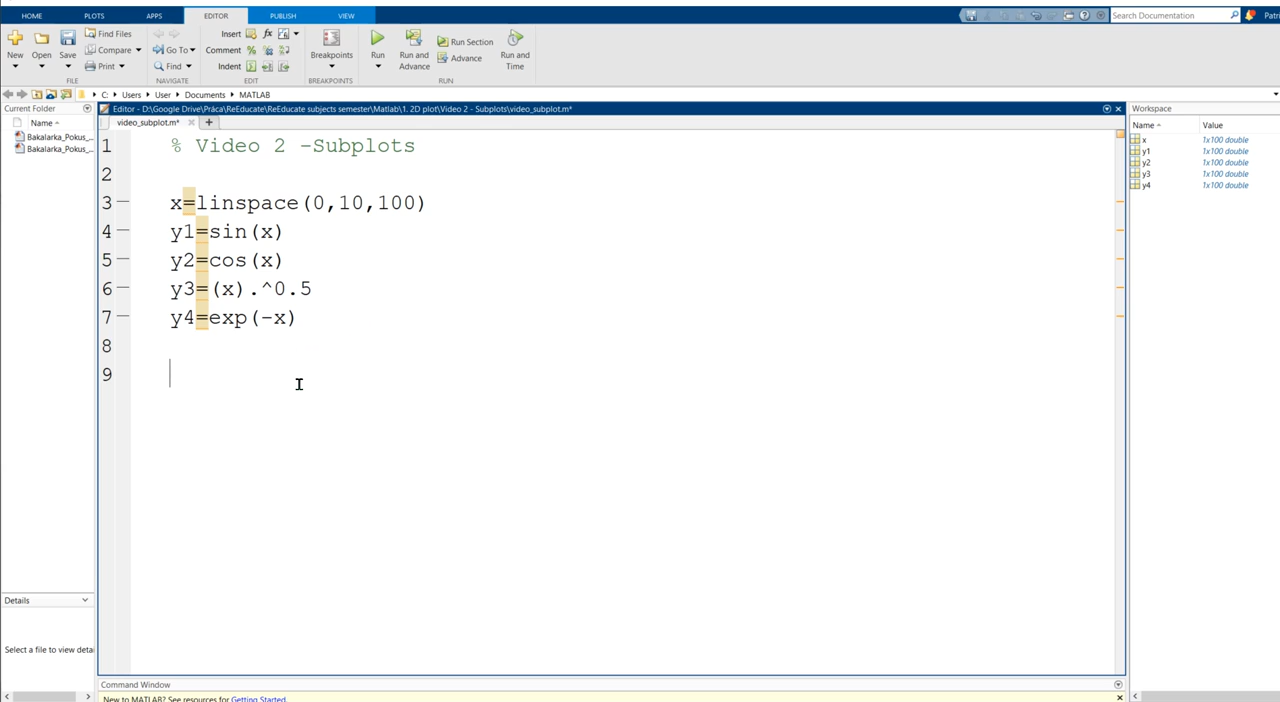 HOME PLOTS APPS EDITOR PUBLISH VIEW Search Documentation Patri
New Open Save Find Files Compare Print
Go To Find
Insert fx
Comment %
Indent
Breakpoints
Run Run and Advance Run Section Advance Run and Time
FILE NAVIGATE EDIT BREAKPOINTS RUN
C: Users User Documents MATLAB
Current Folder
Name
Bakalarka_Pokus_...
Bakalarka_Pokus_...
Editor - D:\Google Drive\Práca\ReEducate\ReEducate subjects semester\Matlab\1. 2D plot\Video 2 - Subplots\video_subplot.m*
video_subplot.m*
1 % Video 2 -Subplots
2
3 x=linspace(0,10,100)
4 y1=sin(x)
5 y2=cos(x)
6 y3=(x).^0.5
7 y4=exp(-x)
8
9
Workspace
Name Value
x 1x100 double
y1 1x100 double
y2 1x100 double
y3 1x100 double
y4 1x100 double
Details
Select a file to view detai
Command Window
New to MATLAB? See resources for Getting Started.